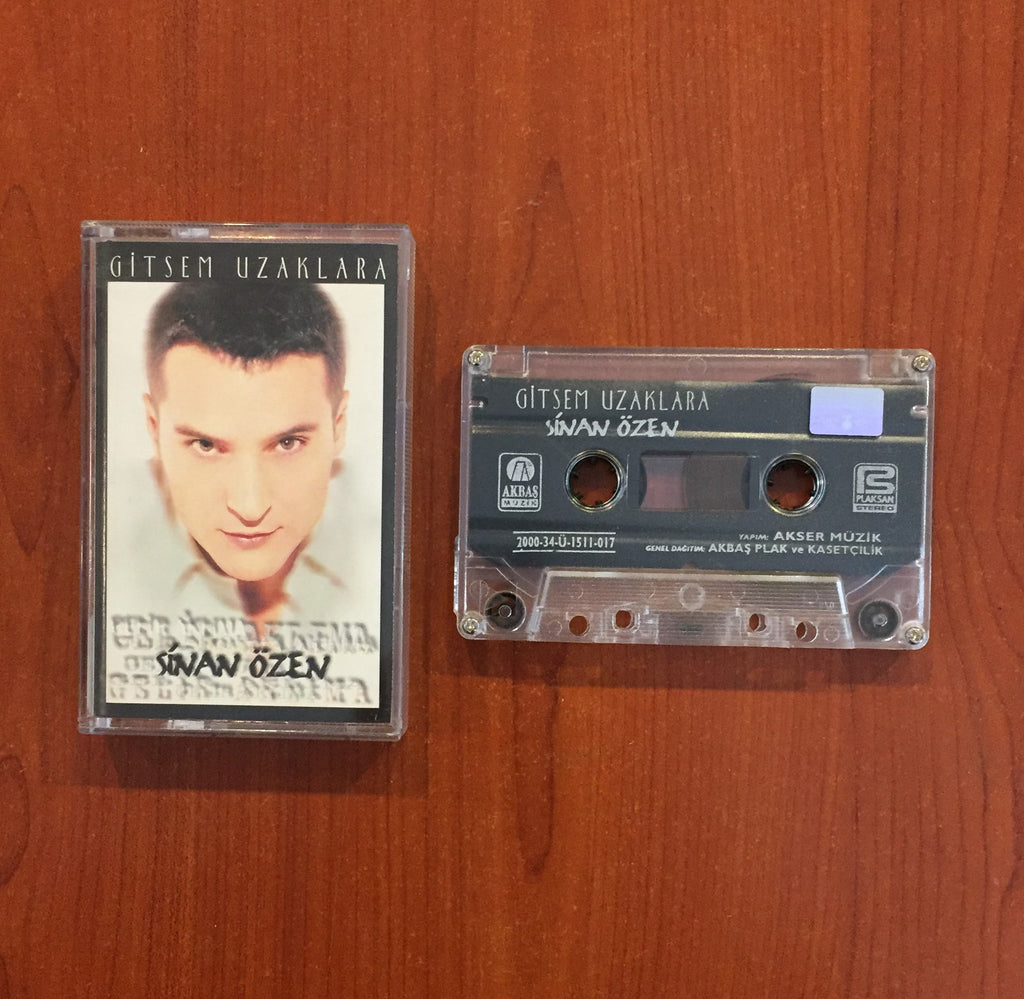 GİTSEM UZAKLARA
SİNAN ÖZEN
GİTSEM UZAKLARA
SİNAN ÖZEN
AKBAŞ
MÜZİK
PLAKSAN
STEREO
2000-34-Ü-1511-017
YAPIM: AKSER MÜZİK
GENEL DAĞITIM: AKBAŞ PLAK ve KASETÇİLİK